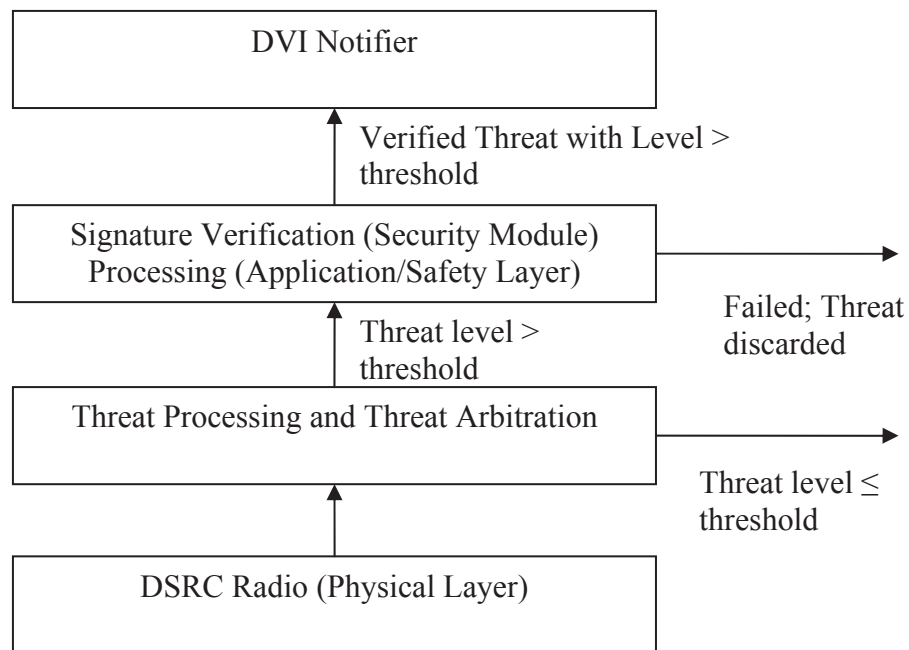 DVI Notifier
Verified Threat with Level >
threshold
Signature Verification (Security Module)
Processing (Application/Safety Layer)
Failed; Threat
discarded
Threat level >
threshold
Threat Processing and Threat Arbitration
Threat level ≤
threshold
DSRC Radio (Physical Layer)